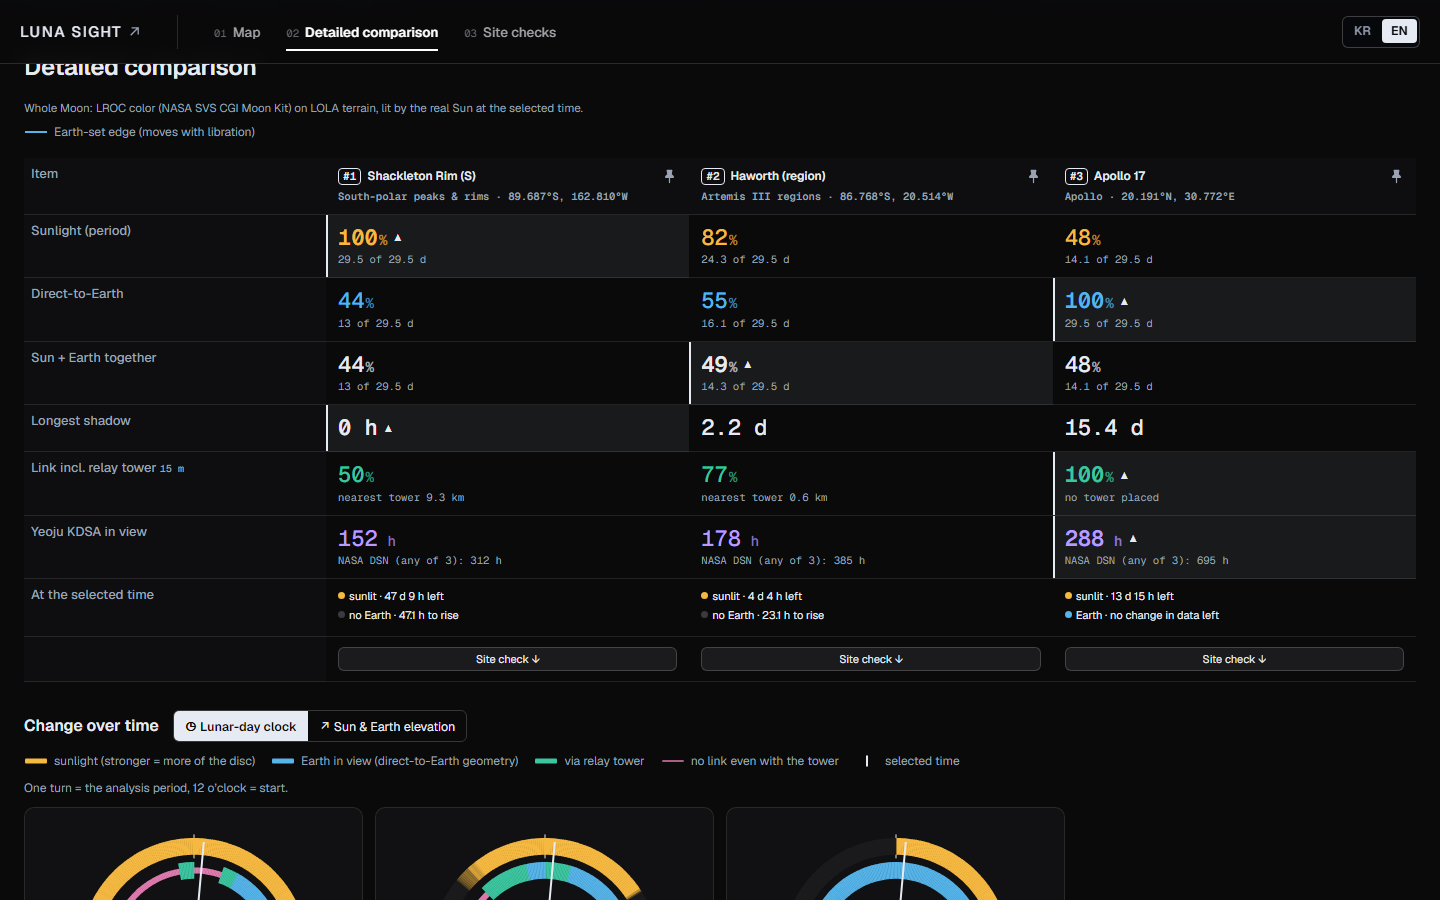 LUNA SIGHT ↗
01 Map
02 Detailed comparison
03 Site checks
KR EN
Detailed comparison
Whole Moon: LROC color (NASA SVS CGI Moon Kit) on LOLA terrain, lit by the real Sun at the selected time.
Earth-set edge (moves with libration)
Item
#1 Shackleton Rim (S)
South-polar peaks & rims · 89.687°S, 162.810°W
#2 Haworth (region)
Artemis III regions · 86.768°S, 20.514°W
#3 Apollo 17
Apollo · 20.191°N, 30.772°E
Sunlight (period)
100% ▲
29.5 of 29.5 d
82%
24.3 of 29.5 d
48%
14.1 of 29.5 d
Direct-to-Earth
44%
13 of 29.5 d
55%
16.1 of 29.5 d
100% ▲
29.5 of 29.5 d
Sun + Earth together
44%
13 of 29.5 d
49% ▲
14.3 of 29.5 d
48%
14.1 of 29.5 d
Longest shadow
0 h ▲
2.2 d
15.4 d
Link incl. relay tower 15 m
50%
nearest tower 9.3 km
77%
nearest tower 0.6 km
100% ▲
no tower placed
Yeoju KDSA in view
152 h
NASA DSN (any of 3): 312 h
178 h
NASA DSN (any of 3): 385 h
288 h ▲
NASA DSN (any of 3): 695 h
At the selected time
sunlit · 47 d 9 h left
no Earth · 47.1 h to rise
sunlit · 4 d 4 h left
no Earth · 23.1 h to rise
sunlit · 13 d 15 h left
Earth · no change in data left
Site check ↓
Site check ↓
Site check ↓
Change over time
Lunar-day clock
↗ Sun & Earth elevation
sunlight (stronger = more of the disc)
Earth in view (direct-to-Earth geometry)
via relay tower
no link even with the tower
selected time
One turn = the analysis period, 12 o'clock = start.